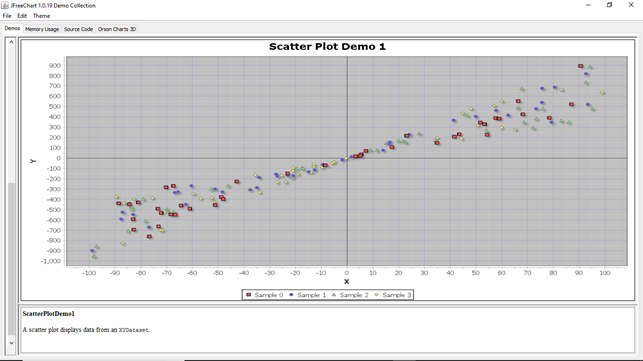 JFreeChart 1.0.19 Demo Collection
File Edit Theme
Demos Memory Usage Source Code Orson Charts 3D
Scatter Plot Demo 1
900
800
700
600
500
400
300
200
100
0
-100
-200
-300
-400
-500
-600
-700
-800
-900
-1,000
Y
-100 -90 -80 -70 -60 -50 -40 -30 -20 -10 0 10 20 30 40 50 60 70 80 90 100
X
Sample 0 Sample 1 Sample 2 Sample 3
ScatterPlotDemo1
A scatter plot displays data from an XYDataset.